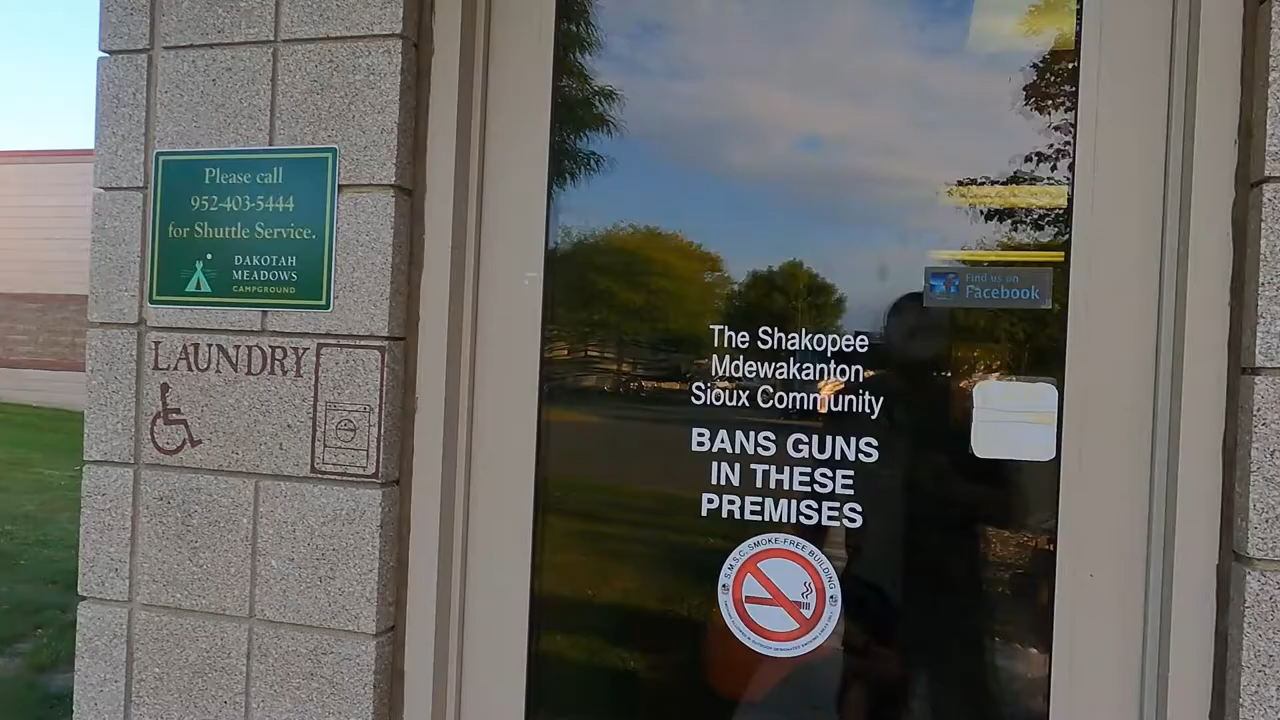 Please call
952-403-5444
for Shuttle Service.
DAKOTAH
MEADOWS
CAMPGROUND
LAUNDRY
Find us on
Facebook
The Shakopee
Mdewakanton
Sioux Community
BANS GUNS
IN THESE
PREMISES
S.M.S.C. SMOKE-FREE BUILDING